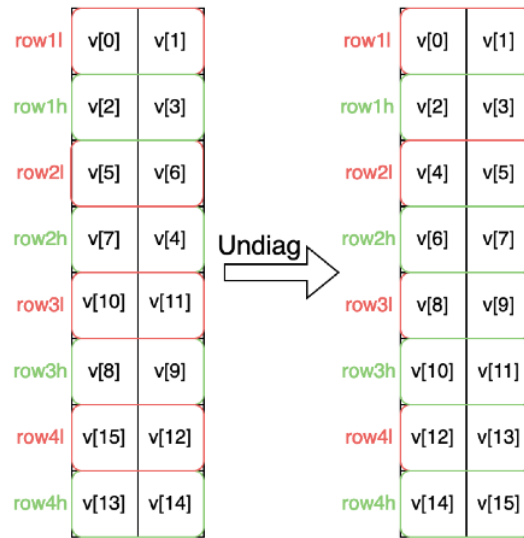 row1l v[0] v[1] row1l v[0] v[1]
row1h v[2] v[3] row1h v[2] v[3]
row2l v[5] v[6] row2l v[4] v[5]
row2h v[7] v[4] Undiag row2h v[6] v[7]
row3l v[10] v[11] row3l v[8] v[9]
row3h v[8] v[9] row3h v[10] v[11]
row4l v[15] v[12] row4l v[12] v[13]
row4h v[13] v[14] row4h v[14] v[15]